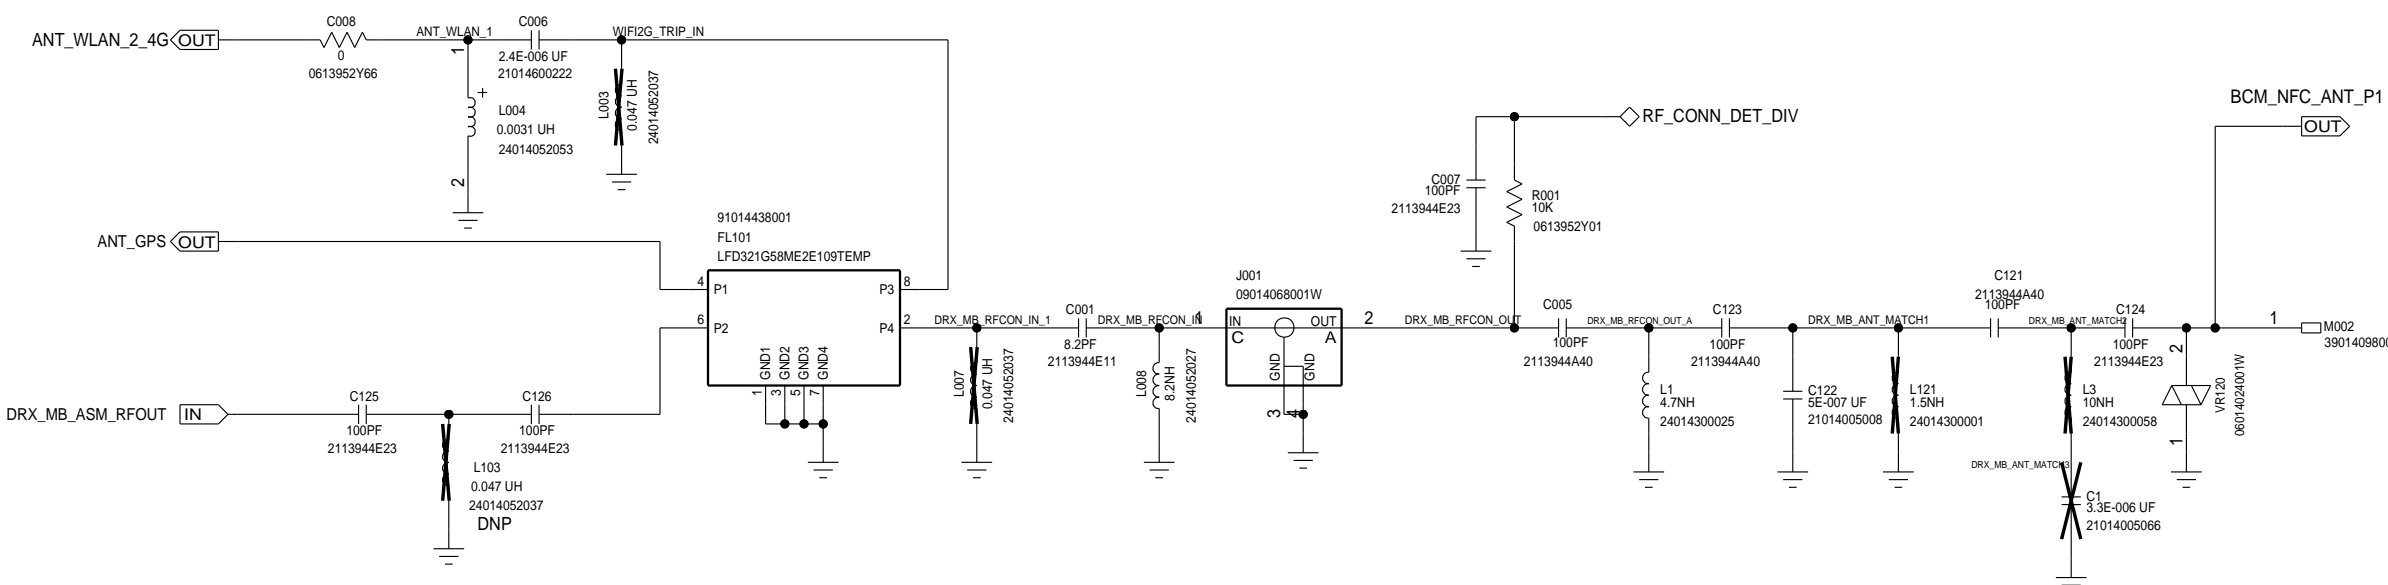 C008
ANT_WLAN_1
C006
WIFI2G_TRIP_IN
ANT_WLAN_2_4G
OUT
0
0613952Y66
1
2.4E-006 UF
21014600222
+
L004
0.0031 UH
24014052053
2
L003
0.047 UH
24014052037
ANT_GPS
OUT
91014438001
FL101
LFD321G58ME2E109TEMP
4
P1
P3
8
6
P2
P4
2
GND1
GND2
GND3
GND4
1
3
5
7
DRX_MB_ASM_RFOUT
IN
C125
100PF
2113944E23
C126
100PF
2113944E23
L103
0.047 UH
24014052037
DNP
DRX_MB_RFCON_IN_1
C001
8.2PF
2113944E11
DRX_MB_RFCON_IN
L007
0.047 UH
24014052037
L008
8.2NH
24014052027
J001
09014068001W
1
IN
OUT
2
C
A
GND
GND
3
4
RF_CONN_DET_DIV
C007
100PF
2113944E23
R001
10K
0613952Y01
DRX_MB_RFCON_OUT
C005
100PF
2113944A40
DRX_MB_RFCON_OUT_A
C123
100PF
2113944A40
L1
4.7NH
24014300025
DRX_MB_ANT_MATCH1
C122
5E-007 UF
21014005008
L121
1.5NH
24014300001
C121
2113944A40
100PF
DRX_MB_ANT_MATCH2
C124
100PF
2113944E23
L3
10NH
24014300058
DRX_MB_ANT_MATCH3
C1
3.3E-006 UF
21014005066
2
1
VR120
06014024001W
BCM_NFC_ANT_P1
OUT
1
M002
390140980